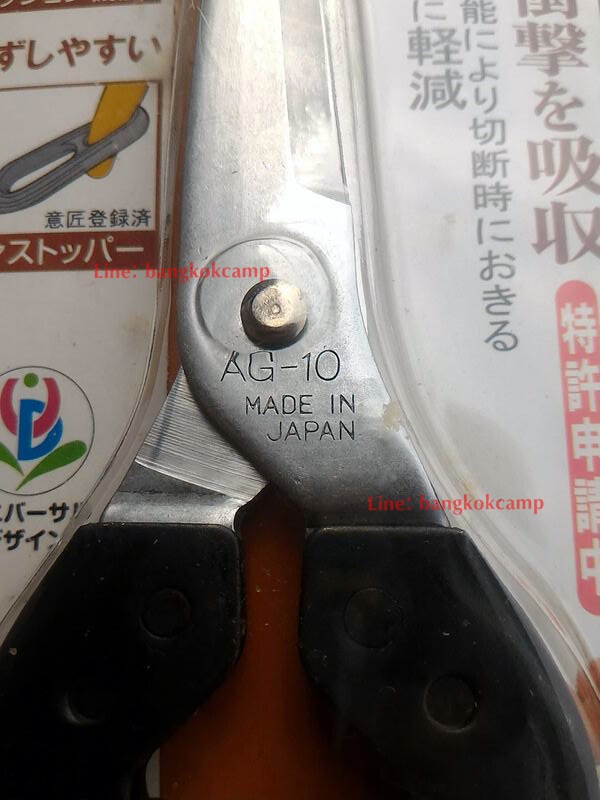 ずしやすい
意匠登録済
ストッパー
Line: bangkokcamp
衝撃を吸収
能により切断時におきる
に軽減
特許申請中
AG-10
MADE IN
JAPAN
Line: bangkokcamp
バーサル
デザイン